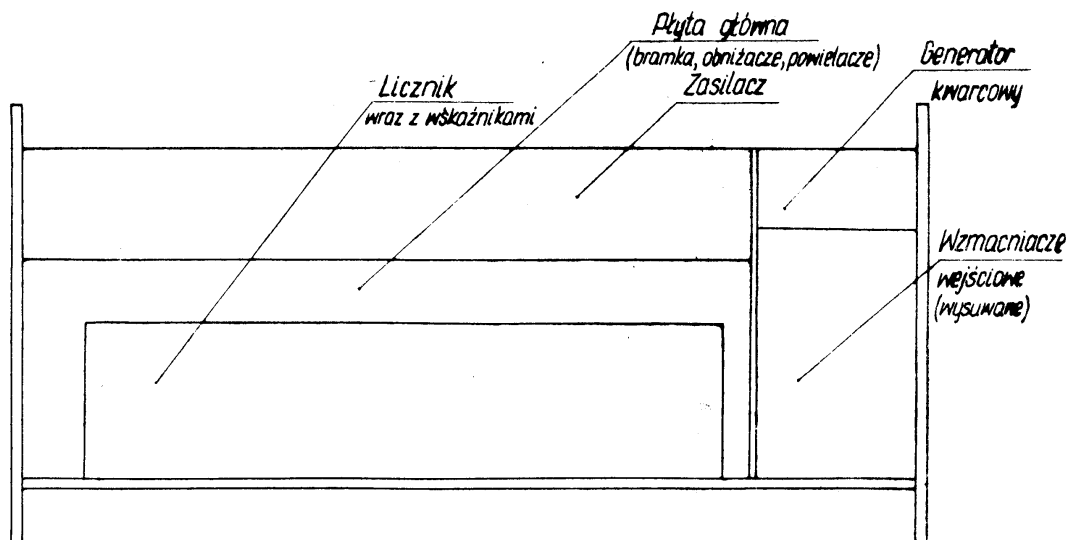 Płyta główna
(bramka, obniżacze, powielacze)
Zasilacz
Generator
kwarcowy
Licznik
wraz z wskaźnikami
Wzmacniacze
wejściowe
(wysuwane)